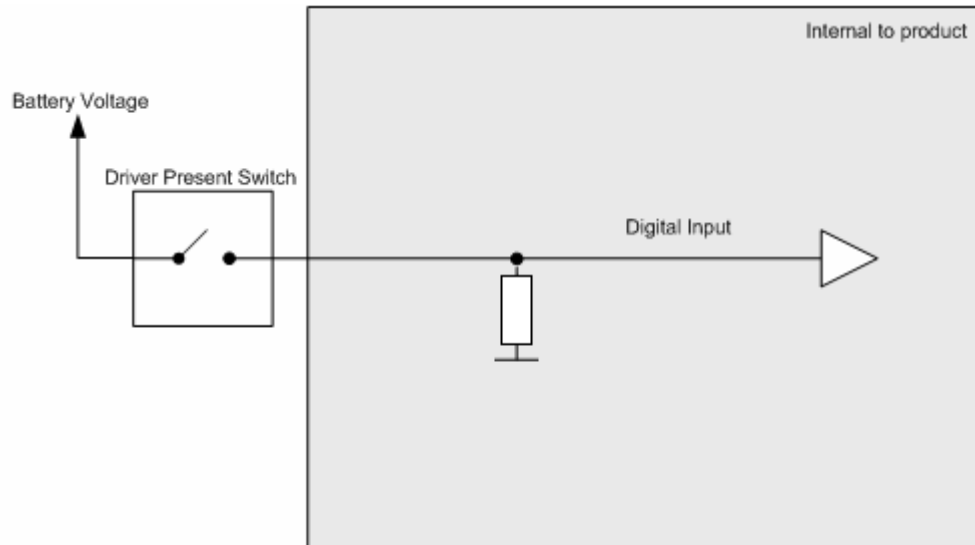 Internal to product
Battery Voltage
Driver Present Switch
Digital Input